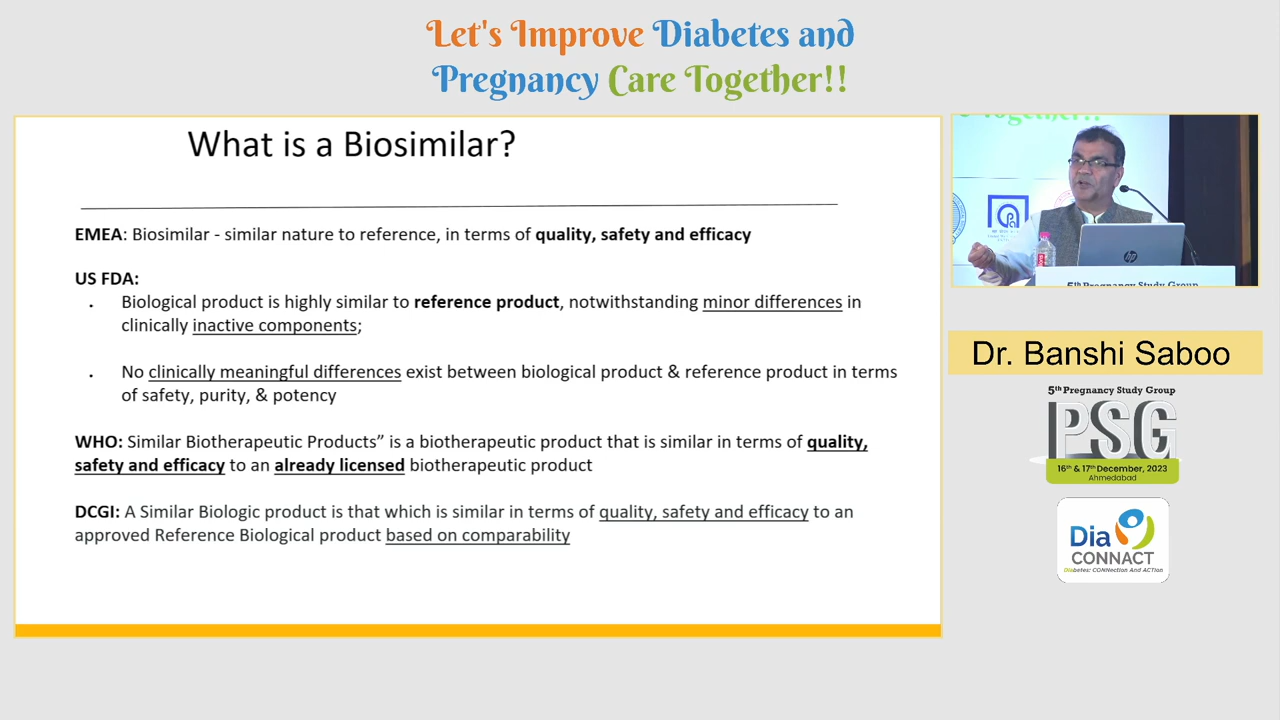 Let's Improve Diabetes and
Pregnancy Care Together!!
What is a Biosimilar?
EMEA: Biosimilar - similar nature to reference, in terms of quality, safety and efficacy
US FDA:
. Biological product is highly similar to reference product, notwithstanding minor differences in
clinically inactive components;
. No clinically meaningful differences exist between biological product & reference product in terms
of safety, purity, & potency
WHO: Similar Biotherapeutic Products” is a biotherapeutic product that is similar in terms of quality,
safety and efficacy to an already licensed biotherapeutic product
DCGI: A Similar Biologic product is that which is similar in terms of quality, safety and efficacy to an
approved Reference Biological product based on comparability
hp
5th Pregnancy Study Group
Dr. Banshi Saboo
5th Pregnancy Study Group
PSG
16th & 17th December, 2023
Ahmedabad
Dia
CONNACT
Diabetes: CONNection And ACTion